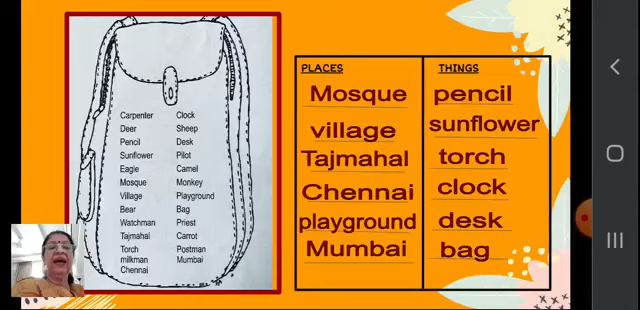 Carpenter Clock
Deer Sheep
Pencil Desk
Sunflower Pilot
Eagle Camel
Mosque Monkey
Village Playground
Bear Bag
Watchman Priest
Tajmahal Carrot
Torch Postman
milkman Mumbai
Chennai
PLACES THINGS
Mosque pencil
village sunflower
Tajmahal torch
Chennai clock
playground desk
Mumbai bag